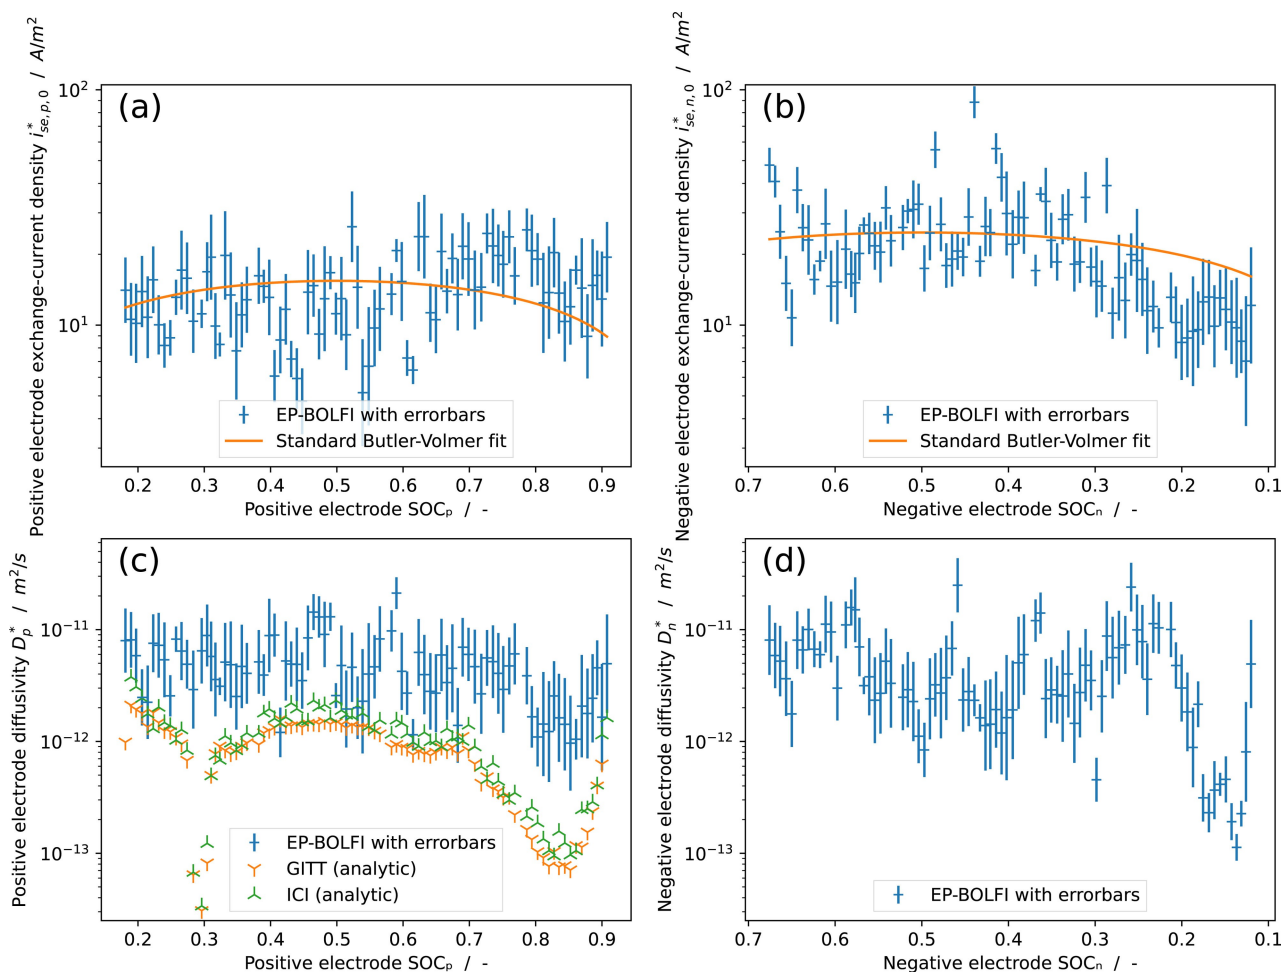 (a)
Positive electrode exchange-current density i*se,p,0 / A/m²
10²
10¹
EP-BOLFI with errorbars
Standard Butler-Volmer fit
0.2 0.3 0.4 0.5 0.6 0.7 0.8 0.9
Positive electrode SOCₚ / -
(b)
Negative electrode exchange-current density i*se,n,0 / A/m²
10²
10¹
EP-BOLFI with errorbars
Standard Butler-Volmer fit
0.7 0.6 0.5 0.4 0.3 0.2 0.1
Negative electrode SOCₙ / -
(c)
Positive electrode diffusivity Dp* / m²/s
10⁻¹¹
10⁻¹²
10⁻¹³
EP-BOLFI with errorbars
GITT (analytic)
ICI (analytic)
0.2 0.3 0.4 0.5 0.6 0.7 0.8 0.9
Positive electrode SOCₚ / -
(d)
Negative electrode diffusivity Dn* / m²/s
10⁻¹¹
10⁻¹²
10⁻¹³
EP-BOLFI with errorbars
0.7 0.6 0.5 0.4 0.3 0.2 0.1
Negative electrode SOCₙ / -